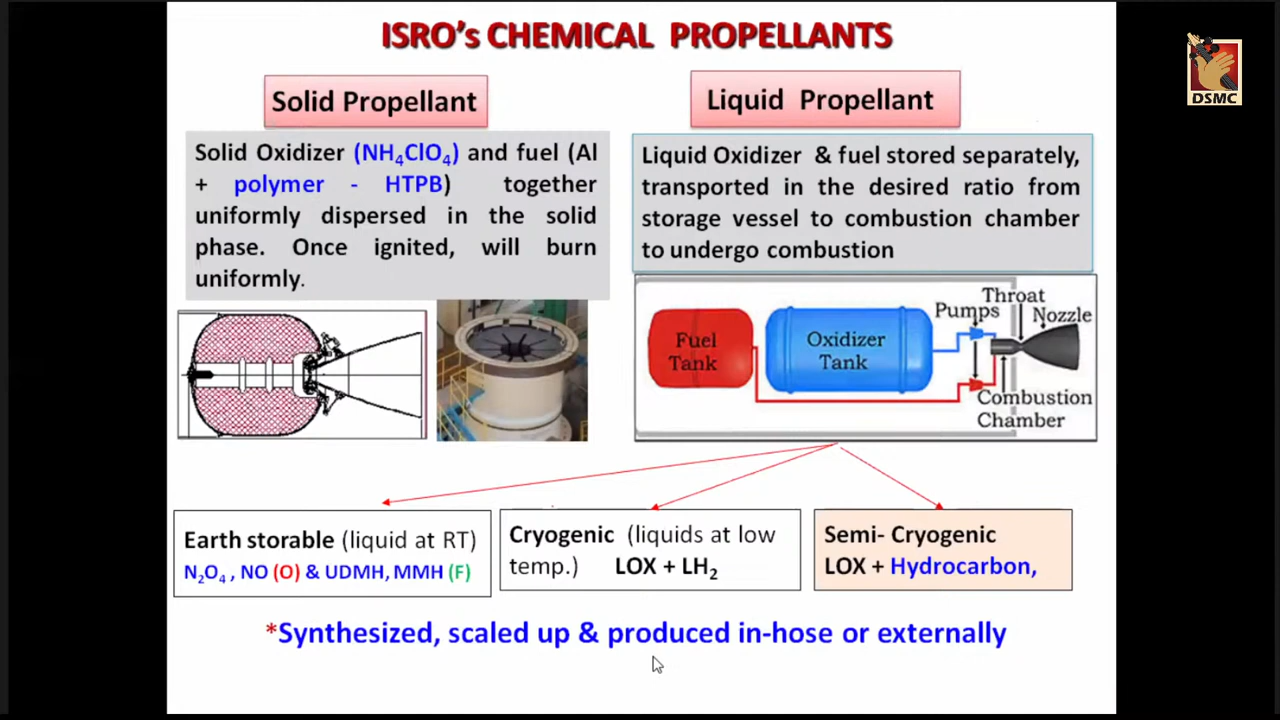 ISRO's CHEMICAL PROPELLANTS
DSMC
Solid Propellant
Solid Oxidizer (NH₄ClO₄) and fuel (Al
+ polymer - HTPB) together
uniformly dispersed in the solid
phase. Once ignited, will burn
uniformly.
Liquid Propellant
Liquid Oxidizer & fuel stored separately,
transported in the desired ratio from
storage vessel to combustion chamber
to undergo combustion
Fuel
Tank
Oxidizer
Tank
Pumps
Throat
Nozzle
Combustion
Chamber
Earth storable (liquid at RT)
N₂O₄ , NO (O) & UDMH, MMH (F)
Cryogenic (liquids at low
temp.) LOX + LH₂
Semi- Cryogenic
LOX + Hydrocarbon,
*Synthesized, scaled up & produced in-hose or externally